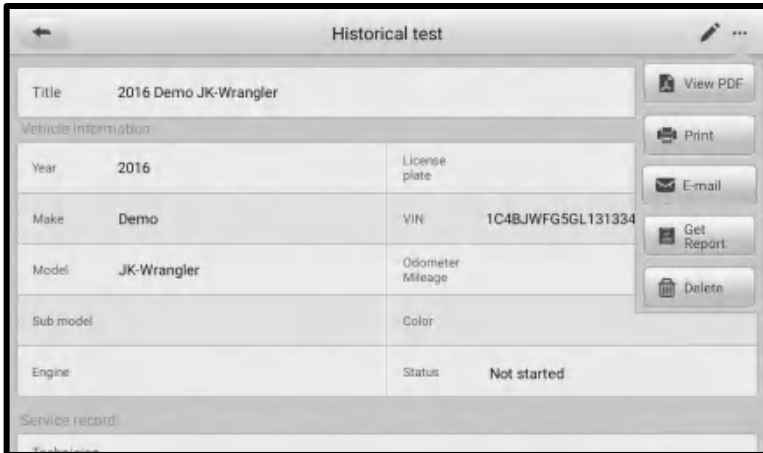 Historical test
View PDF
Title 2016 Demo JK-Wrangler
Vehicle information
Print
Year 2016 License plate
E-mail
Make Demo VIN 1C4BJWFG5GL131334
Get Report
Model JK-Wrangler Odometer Mileage
Delete
Sub model Color
Engine Status Not started
Service record
Technician